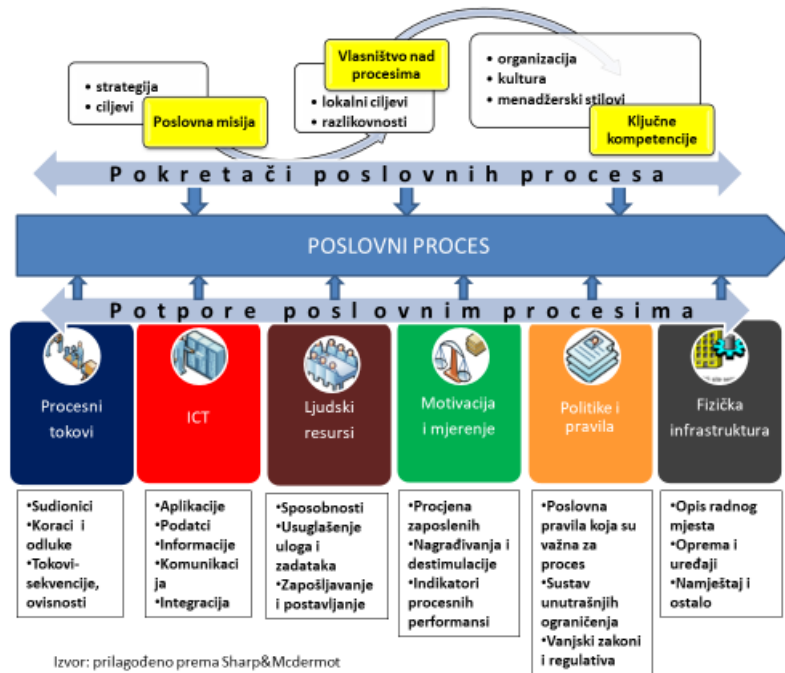 • strategija
• ciljevi
Poslovna misija
Vlasništvo nad
procesima
• lokalni ciljevi
• razlikovnosti
• organizacija
• kultura
• menadžerski stilovi
Ključne
kompetencije
Pokretači poslovnih procesa
POSLOVNI PROCES
Potpore poslovnim procesima
Procesni
tokovi
ICT
Ljudski
resursi
Motivacija
i mjerenje
Politike i
pravila
Fizička
infrastruktura
•Sudionici
•Koraci i
odluke
•Tokovi-
sekvencije,
ovisnosti
•Aplikacije
•Podatci
•Informacije
•Komunikaci
ja
•Integracija
•Sposobnosti
•Usuglašenje
uloga i
zadataka
•Zapošljavanje
i postavljanje
•Procjena
zaposlenih
•Nagrađivanja i
destimulacije
•Indikatori
procesnih
performansi
•Poslovna
pravila koja su
važna za
proces
•Sustav
unutrašnjih
ograničenja
•Vanjski zakoni
i regulativa
•Opis radnog
mjesta
•Oprema i
uređaji
•Namještaj i
ostalo
Izvor: prilagođeno prema Sharp&Mcdermot